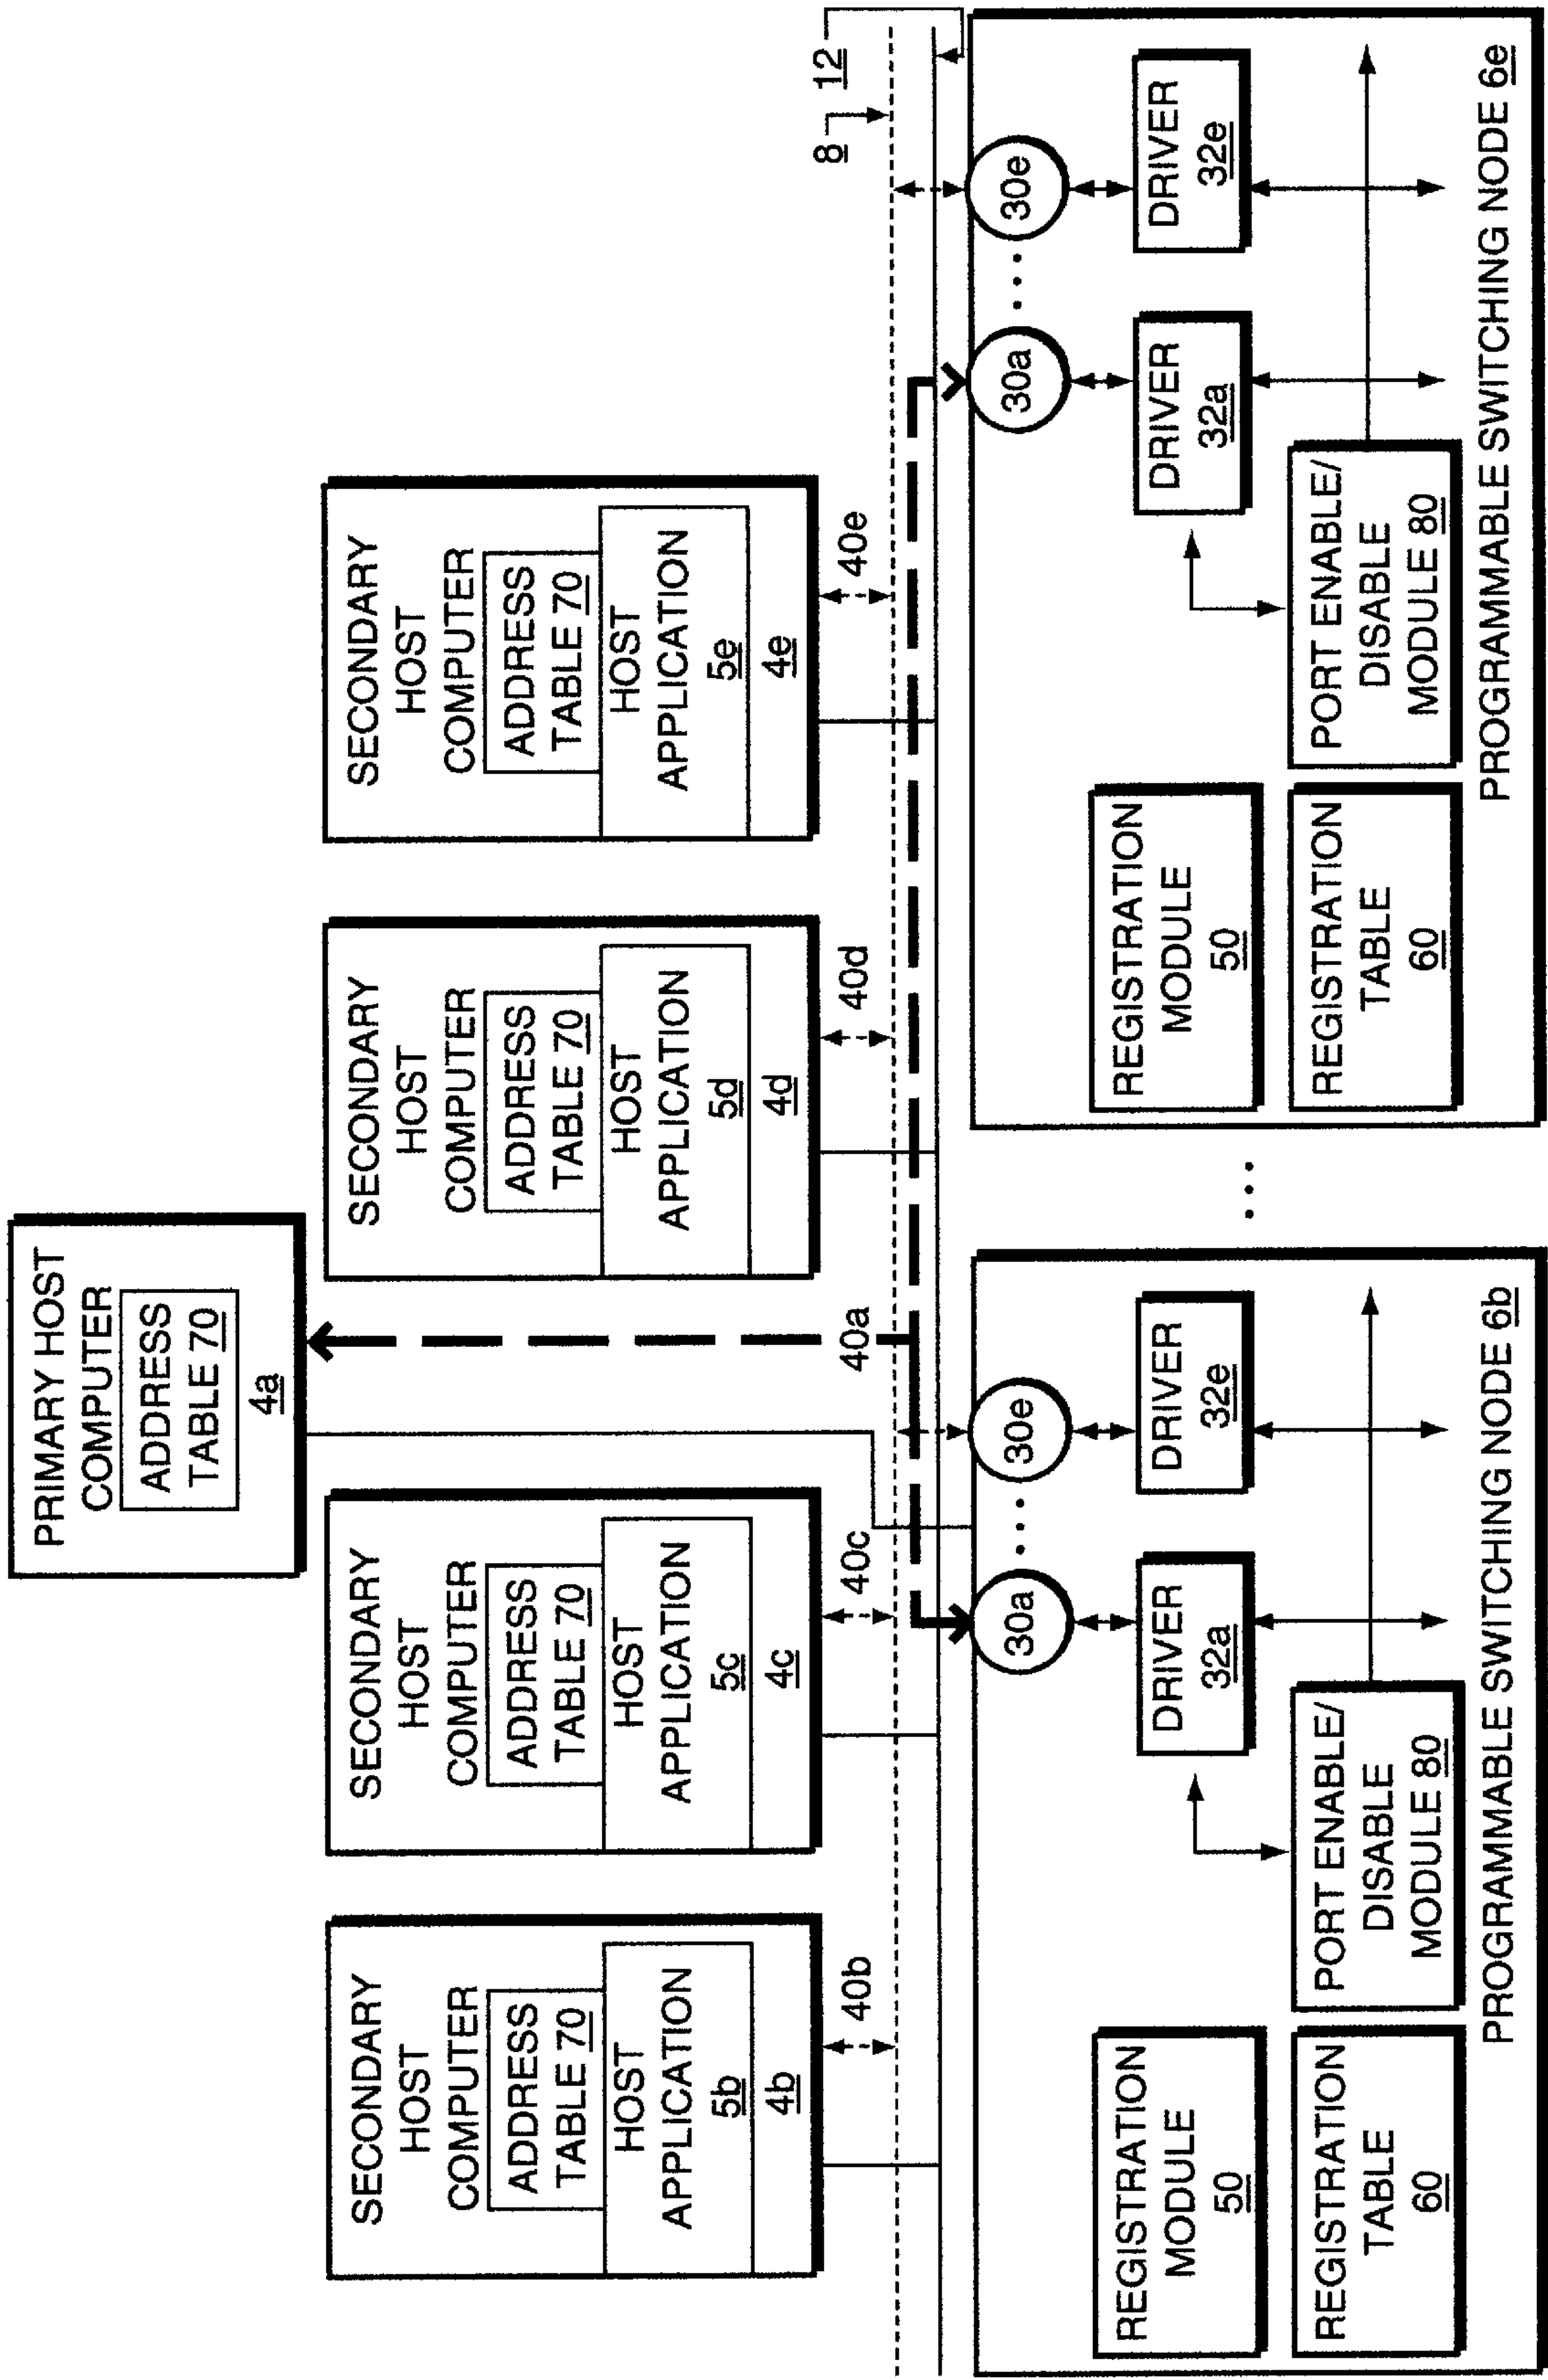 PRIMARY HOST
COMPUTER
ADDRESS
TABLE 70
4a
SECONDARY
HOST
COMPUTER
ADDRESS
TABLE 70
HOST
APPLICATION
5b
4b
SECONDARY
HOST
COMPUTER
ADDRESS
TABLE 70
HOST
APPLICATION
5c
4c
SECONDARY
HOST
COMPUTER
ADDRESS
TABLE 70
HOST
APPLICATION
5d
4d
SECONDARY
HOST
COMPUTER
ADDRESS
TABLE 70
HOST
APPLICATION
5e
4e
40b
40c
40a
40d
40e
8
12
30a
30e
DRIVER
32a
DRIVER
32e
REGISTRATION
MODULE
50
REGISTRATION
TABLE
60
PORT ENABLE/
DISABLE
MODULE 80
PROGRAMMABLE SWITCHING NODE 6b
30a
30e
DRIVER
32a
DRIVER
32e
REGISTRATION
MODULE
50
REGISTRATION
TABLE
60
PORT ENABLE/
DISABLE
MODULE 80
PROGRAMMABLE SWITCHING NODE 6e